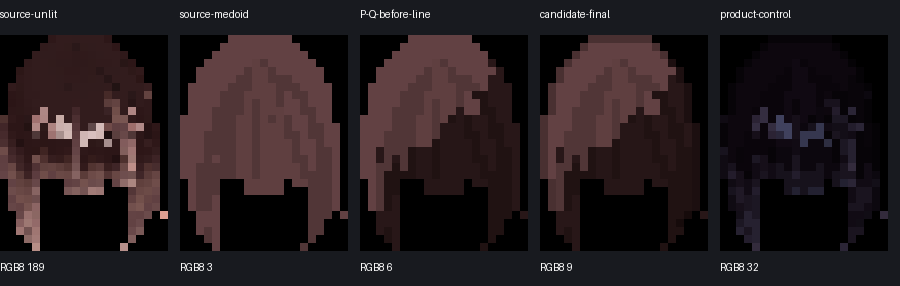 source-unlit
source-medoid
P-Q-before-line
candidate-final
product-control
RGB8 189
RGB8 3
RGB8 6
RGB8 9
RGB8 32